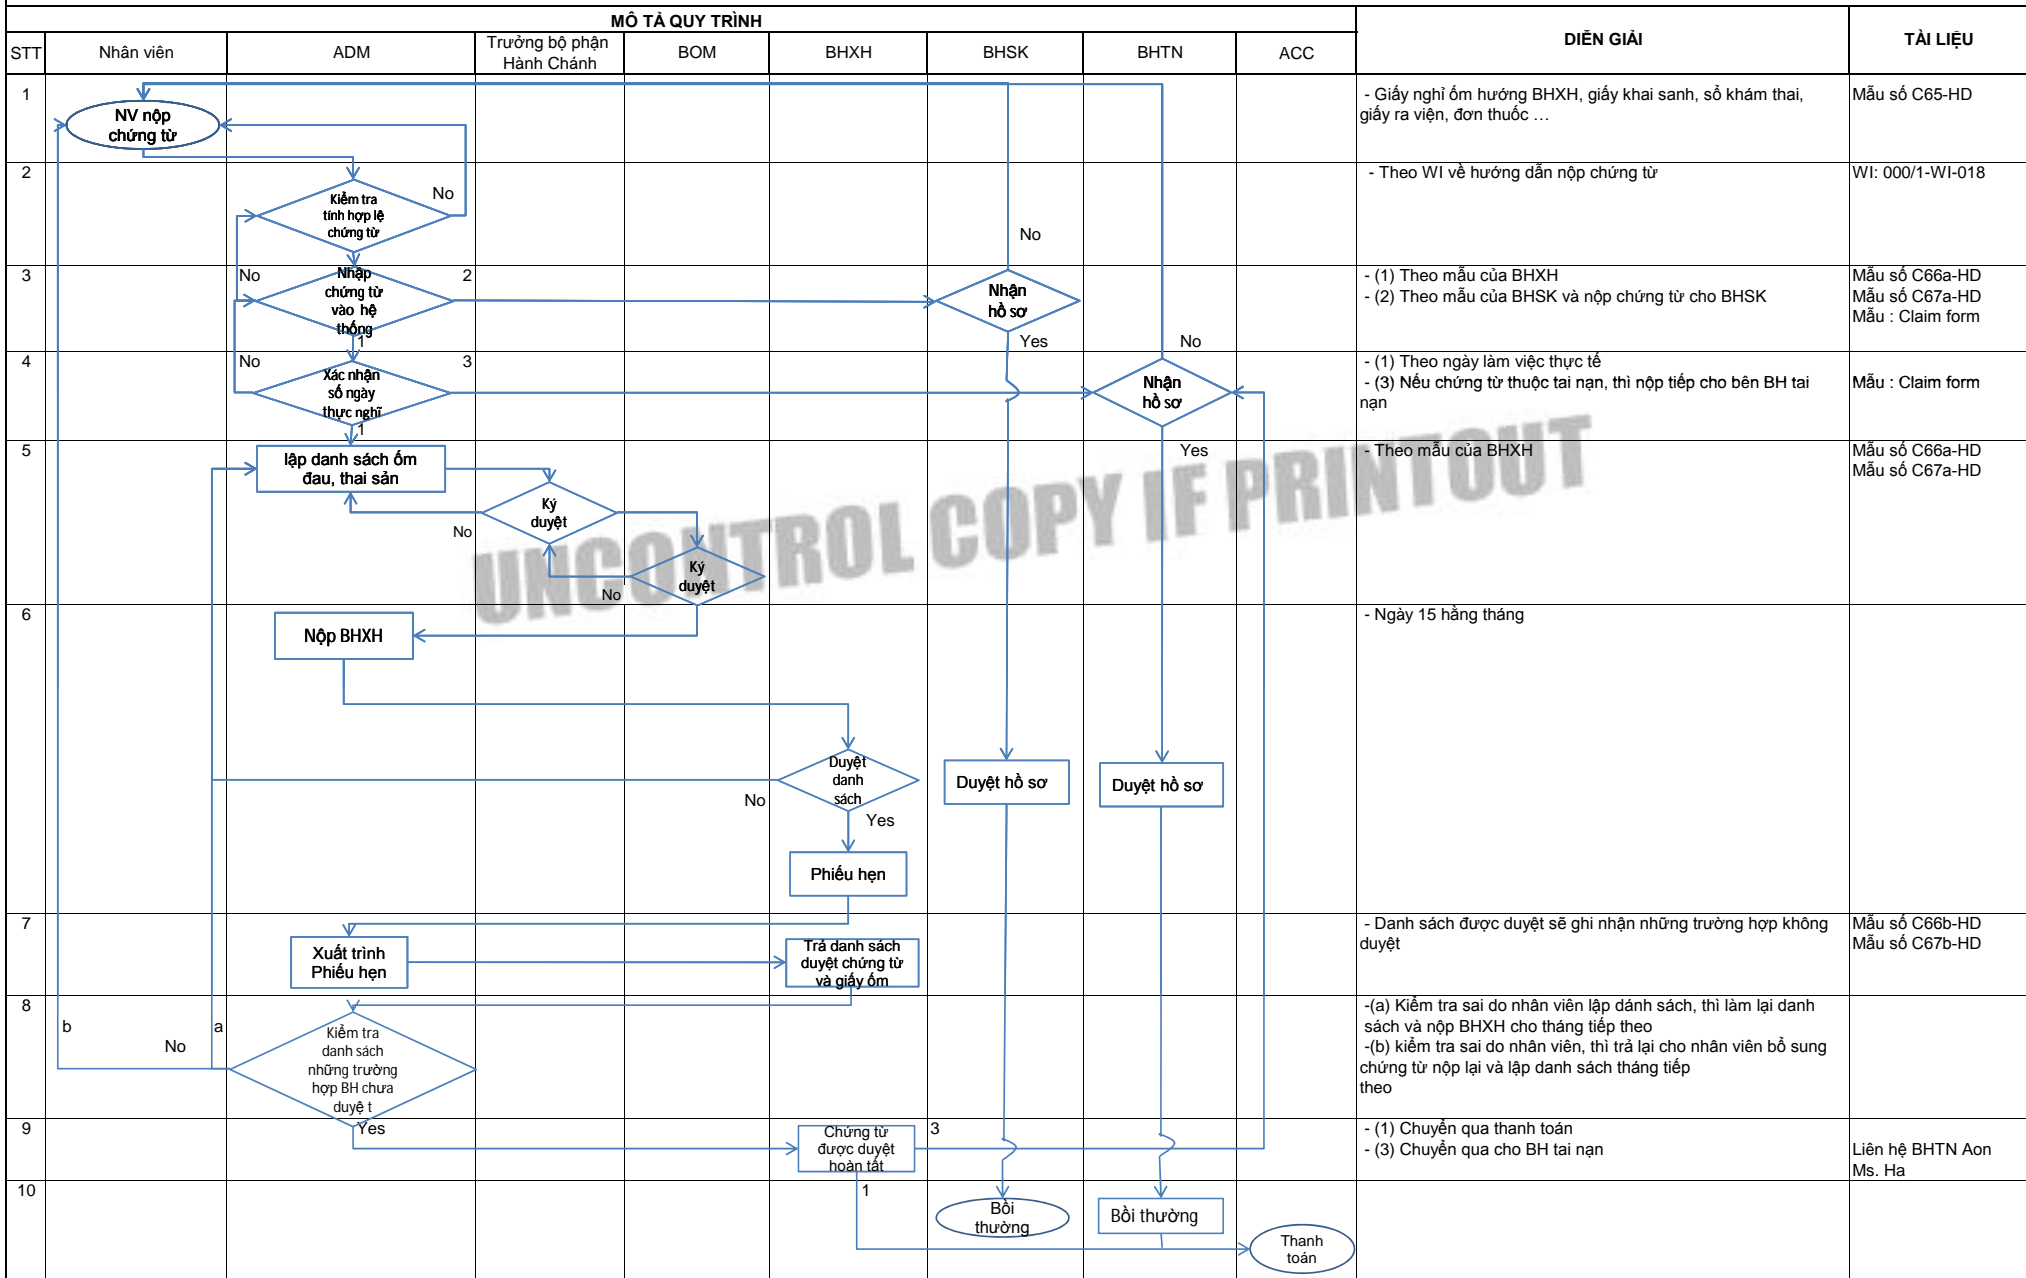 MÔ TẢ QUY TRÌNH
DIỄN GIẢI
TÀI LIỆU
STT
Nhân viên
ADM
Trưởng bộ phận
Hành Chánh
BOM
BHXH
BHSK
BHTN
ACC
1
NV nộp
chứng từ
- Giấy nghỉ ốm hướng BHXH, giấy khai sanh, sổ khám thai,
giấy ra viện, đơn thuốc …
Mẫu số C65-HD
2
Kiểm tra
tính hợp lệ
chứng từ
No
No
- Theo WI về hướng dẫn nộp chứng từ
WI: 000/1-WI-018
3
No
Nhập
chứng từ
vào hệ
thống
2
1
Nhận
hồ sơ
Yes
No
- (1) Theo mẫu của BHXH
- (2) Theo mẫu của BHSK và nộp chứng từ cho BHSK
Mẫu số C66a-HD
Mẫu số C67a-HD
Mẫu : Claim form
4
No
Xác nhận
số ngày
thực nghĩ
3
1
Nhận
hồ sơ
- (1) Theo ngày làm việc thực tế
- (3) Nếu chứng từ thuộc tai nạn, thì nộp tiếp cho bên BH tai
nạn
Mẫu : Claim form
5
lập danh sách ốm
đau, thai sản
Ký
duyệt
No
Ký
duyệt
No
Yes
- Theo mẫu của BHXH
Mẫu số C66a-HD
Mẫu số C67a-HD
UNCONTROL COPY IF PRINTOUT
6
Nộp BHXH
Duyệt
danh
sách
No
Yes
Phiếu hẹn
Duyệt hồ sơ
Duyệt hồ sơ
- Ngày 15 hằng tháng
7
Xuất trình
Phiếu hẹn
Trả danh sách
duyệt chứng từ
và giấy ốm
- Danh sách được duyệt sẽ ghi nhận những trường hợp không
duyệt
Mẫu số C66b-HD
Mẫu số C67b-HD
8
b
No
a
Kiểm tra
danh sách
những trường
hợp BH chưa
duyệ t
-(a) Kiểm tra sai do nhân viên lập dánh sách, thì làm lại danh
sách và nộp BHXH cho tháng tiếp theo
-(b) kiểm tra sai do nhân viên, thì trả lại cho nhân viên bổ sung
chứng từ nộp lại và lập danh sách tháng tiếp
theo
9
Yes
Chứng từ
được duyệt
hoàn tất
3
- (1) Chuyển qua thanh toán
- (3) Chuyển qua cho BH tai nạn
Liên hệ BHTN Aon
Ms. Ha
10
1
Bồi
thường
Bồi thường
Thanh
toán